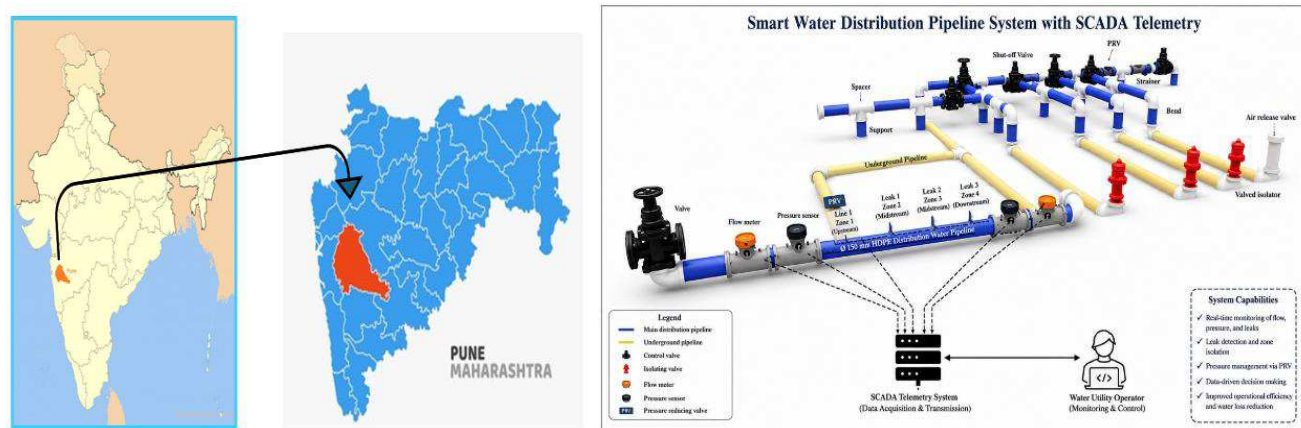 Pune
PUNE
MAHARASHTRA
Smart Water Distribution Pipeline System with SCADA Telemetry
PRV
Shut-off Valve
Strainer
Spacer
Bend
Support
Air release valve
Underground Pipeline
Valved isolator
PRV
Valve
Flow meter
Pressure sensor
Line 1
Zone 1
(Upstream)
Leak 1
Zone 2
(Midstream)
Leak 2
Zone 3
(Midstream)
Leak 3
Zone 4
(Downstream)
Ø 150 mm HDPE Distribution Water Pipeline
Legend
Main distribution pipeline
Underground pipeline
Control valve
Isolating valve
Flow meter
Pressure sensor
PRV Pressure reducing valve
SCADA Telemetry System
(Data Acquisition & Transmission)
Water Utility Operator
(Monitoring & Control)
System Capabilities
✓ Real-time monitoring of flow,
pressure, and leaks
✓ Leak detection and zone
isolation
✓ Pressure management via PRV
✓ Data-driven decision making
✓ Improved operational efficiency
and water loss reduction